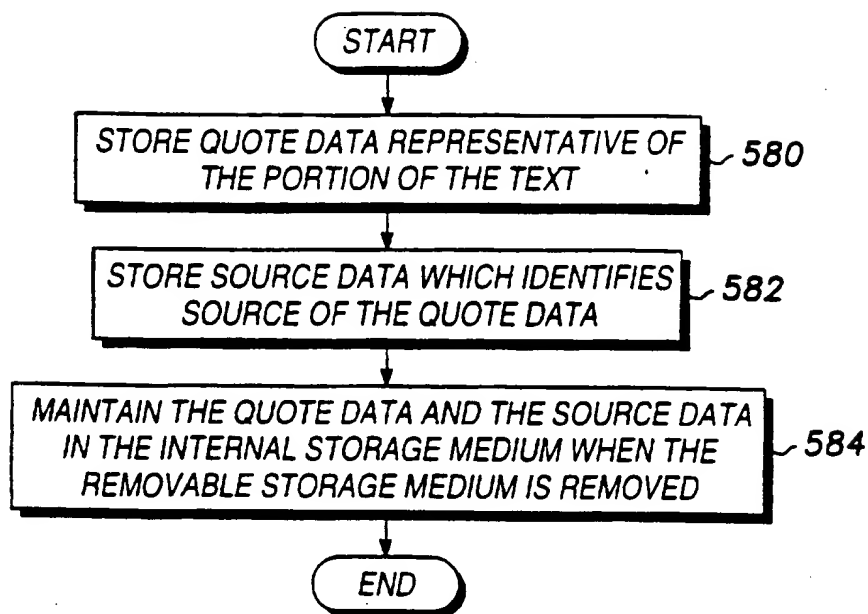 START
STORE QUOTE DATA REPRESENTATIVE OF
THE PORTION OF THE TEXT
580
STORE SOURCE DATA WHICH IDENTIFIES
SOURCE OF THE QUOTE DATA
582
MAINTAIN THE QUOTE DATA AND THE SOURCE DATA
IN THE INTERNAL STORAGE MEDIUM WHEN THE
REMOVABLE STORAGE MEDIUM IS REMOVED
584
END